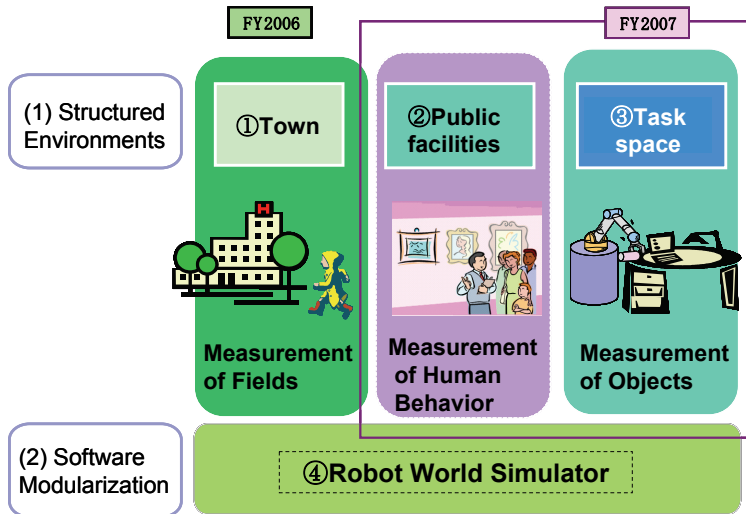 FY2006
FY2007
(1) Structured
Environments
①Town
②Public
facilities
③Task
space
H
Measurement
of Fields
Measurement
of Human
Behavior
Measurement
of Objects
(2) Software
Modularization
④Robot World Simulator